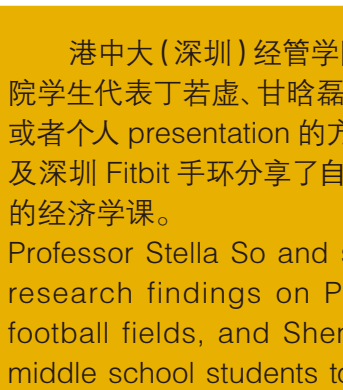 港中大(深圳)经管学
院学生代表丁若虚、甘晗磊
或者个人 presentation 的方
及深圳 Fitbit 手环分享了自
的经济学课。
Professor Stella So and
research findings on P
football fields, and Shen
middle school students to